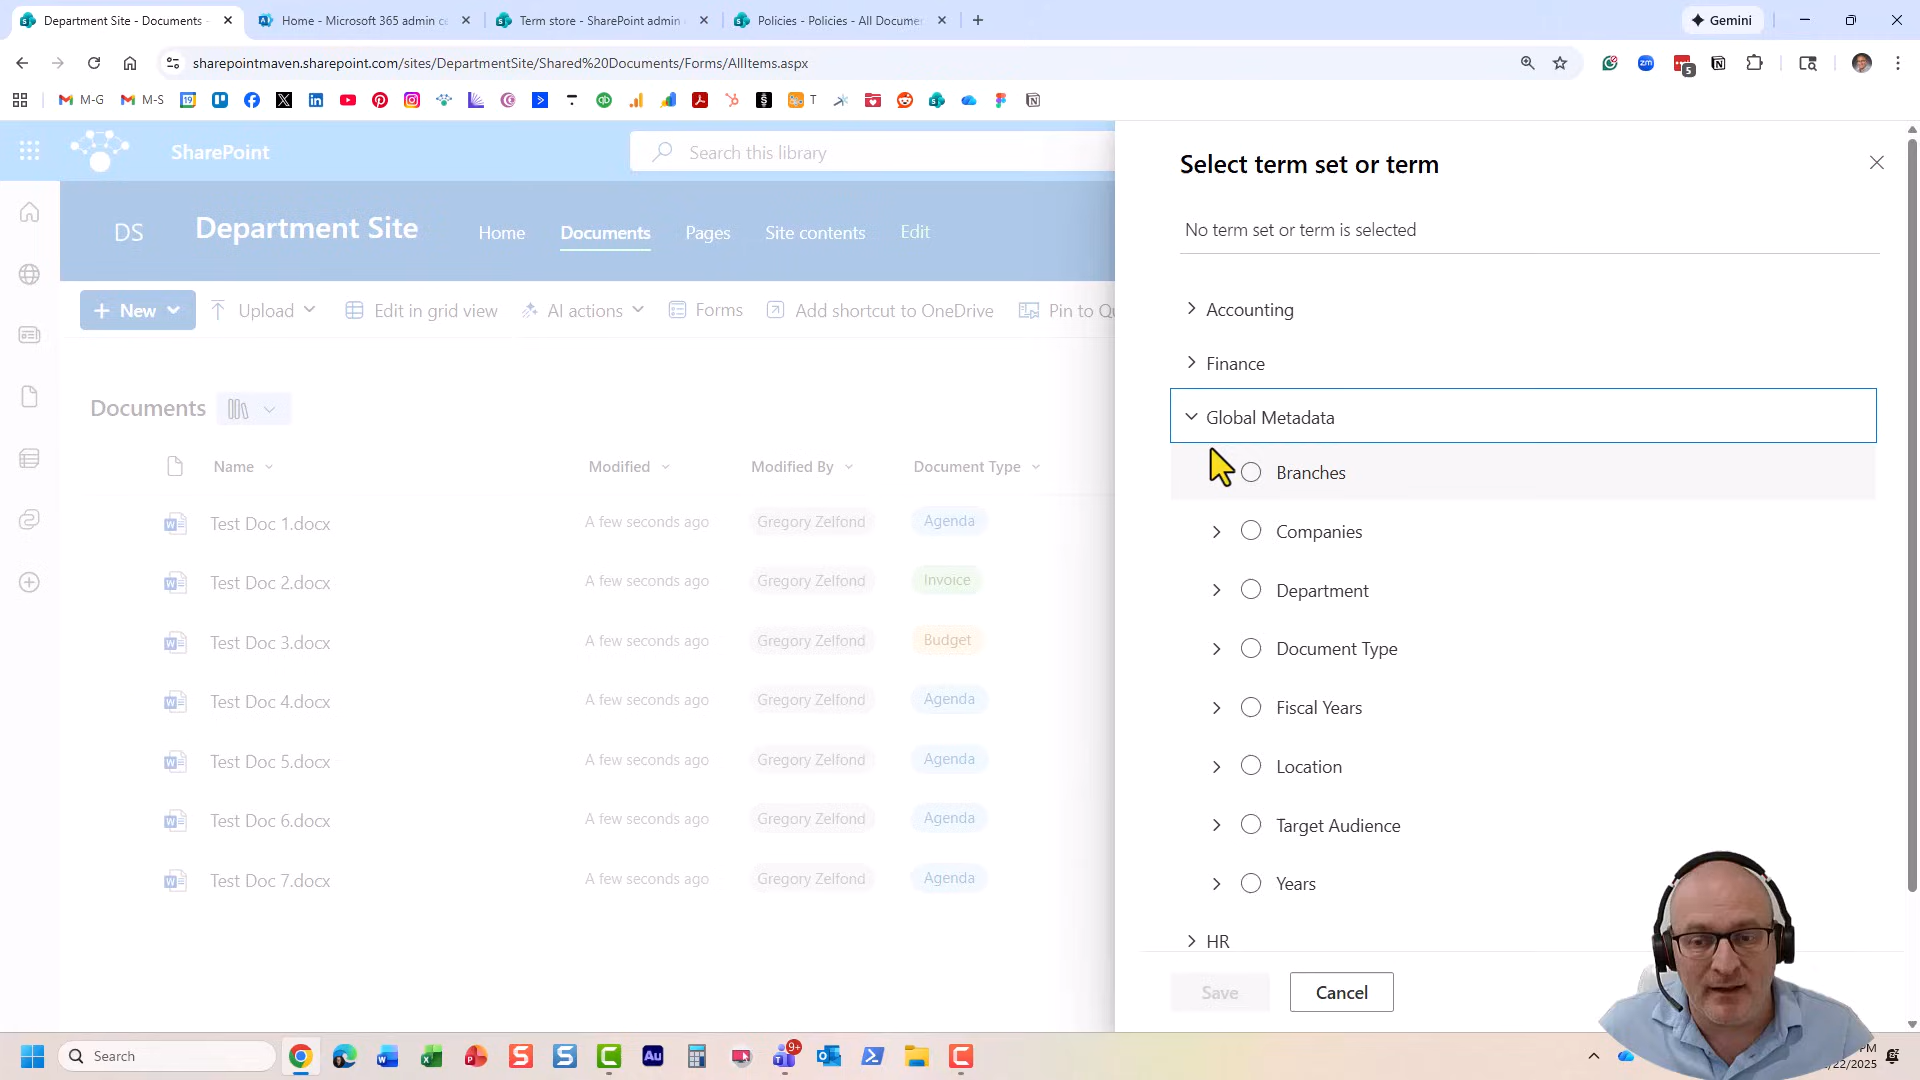 Department Site - Documents -
Home - Microsoft 365 admin ce
Term store - SharePoint admin
Policies - Policies - All Docume
Gemini
sharepointmaven.sharepoint.com/sites/DepartmentSite/Shared%20Documents/Forms/AllItems.aspx
M-G
M-S
T
SharePoint
Search this library
DS
Department Site
Home
Documents
Pages
Site contents
Edit
New
Upload
Edit in grid view
AI actions
Forms
Add shortcut to OneDrive
Pin to Qu
Documents
Name
Modified
Modified By
Document Type
Test Doc 1.docx
A few seconds ago
Gregory Zelfond
Agenda
Test Doc 2.docx
A few seconds ago
Gregory Zelfond
Invoice
Test Doc 3.docx
A few seconds ago
Gregory Zelfond
Budget
Test Doc 4.docx
A few seconds ago
Gregory Zelfond
Agenda
Test Doc 5.docx
A few seconds ago
Gregory Zelfond
Agenda
Test Doc 6.docx
A few seconds ago
Gregory Zelfond
Agenda
Test Doc 7.docx
A few seconds ago
Gregory Zelfond
Agenda
Select term set or term
No term set or term is selected
Accounting
Finance
Global Metadata
Branches
Companies
Department
Document Type
Fiscal Years
Location
Target Audience
Years
HR
Save
Cancel
Search
9+
PM
/22/2025